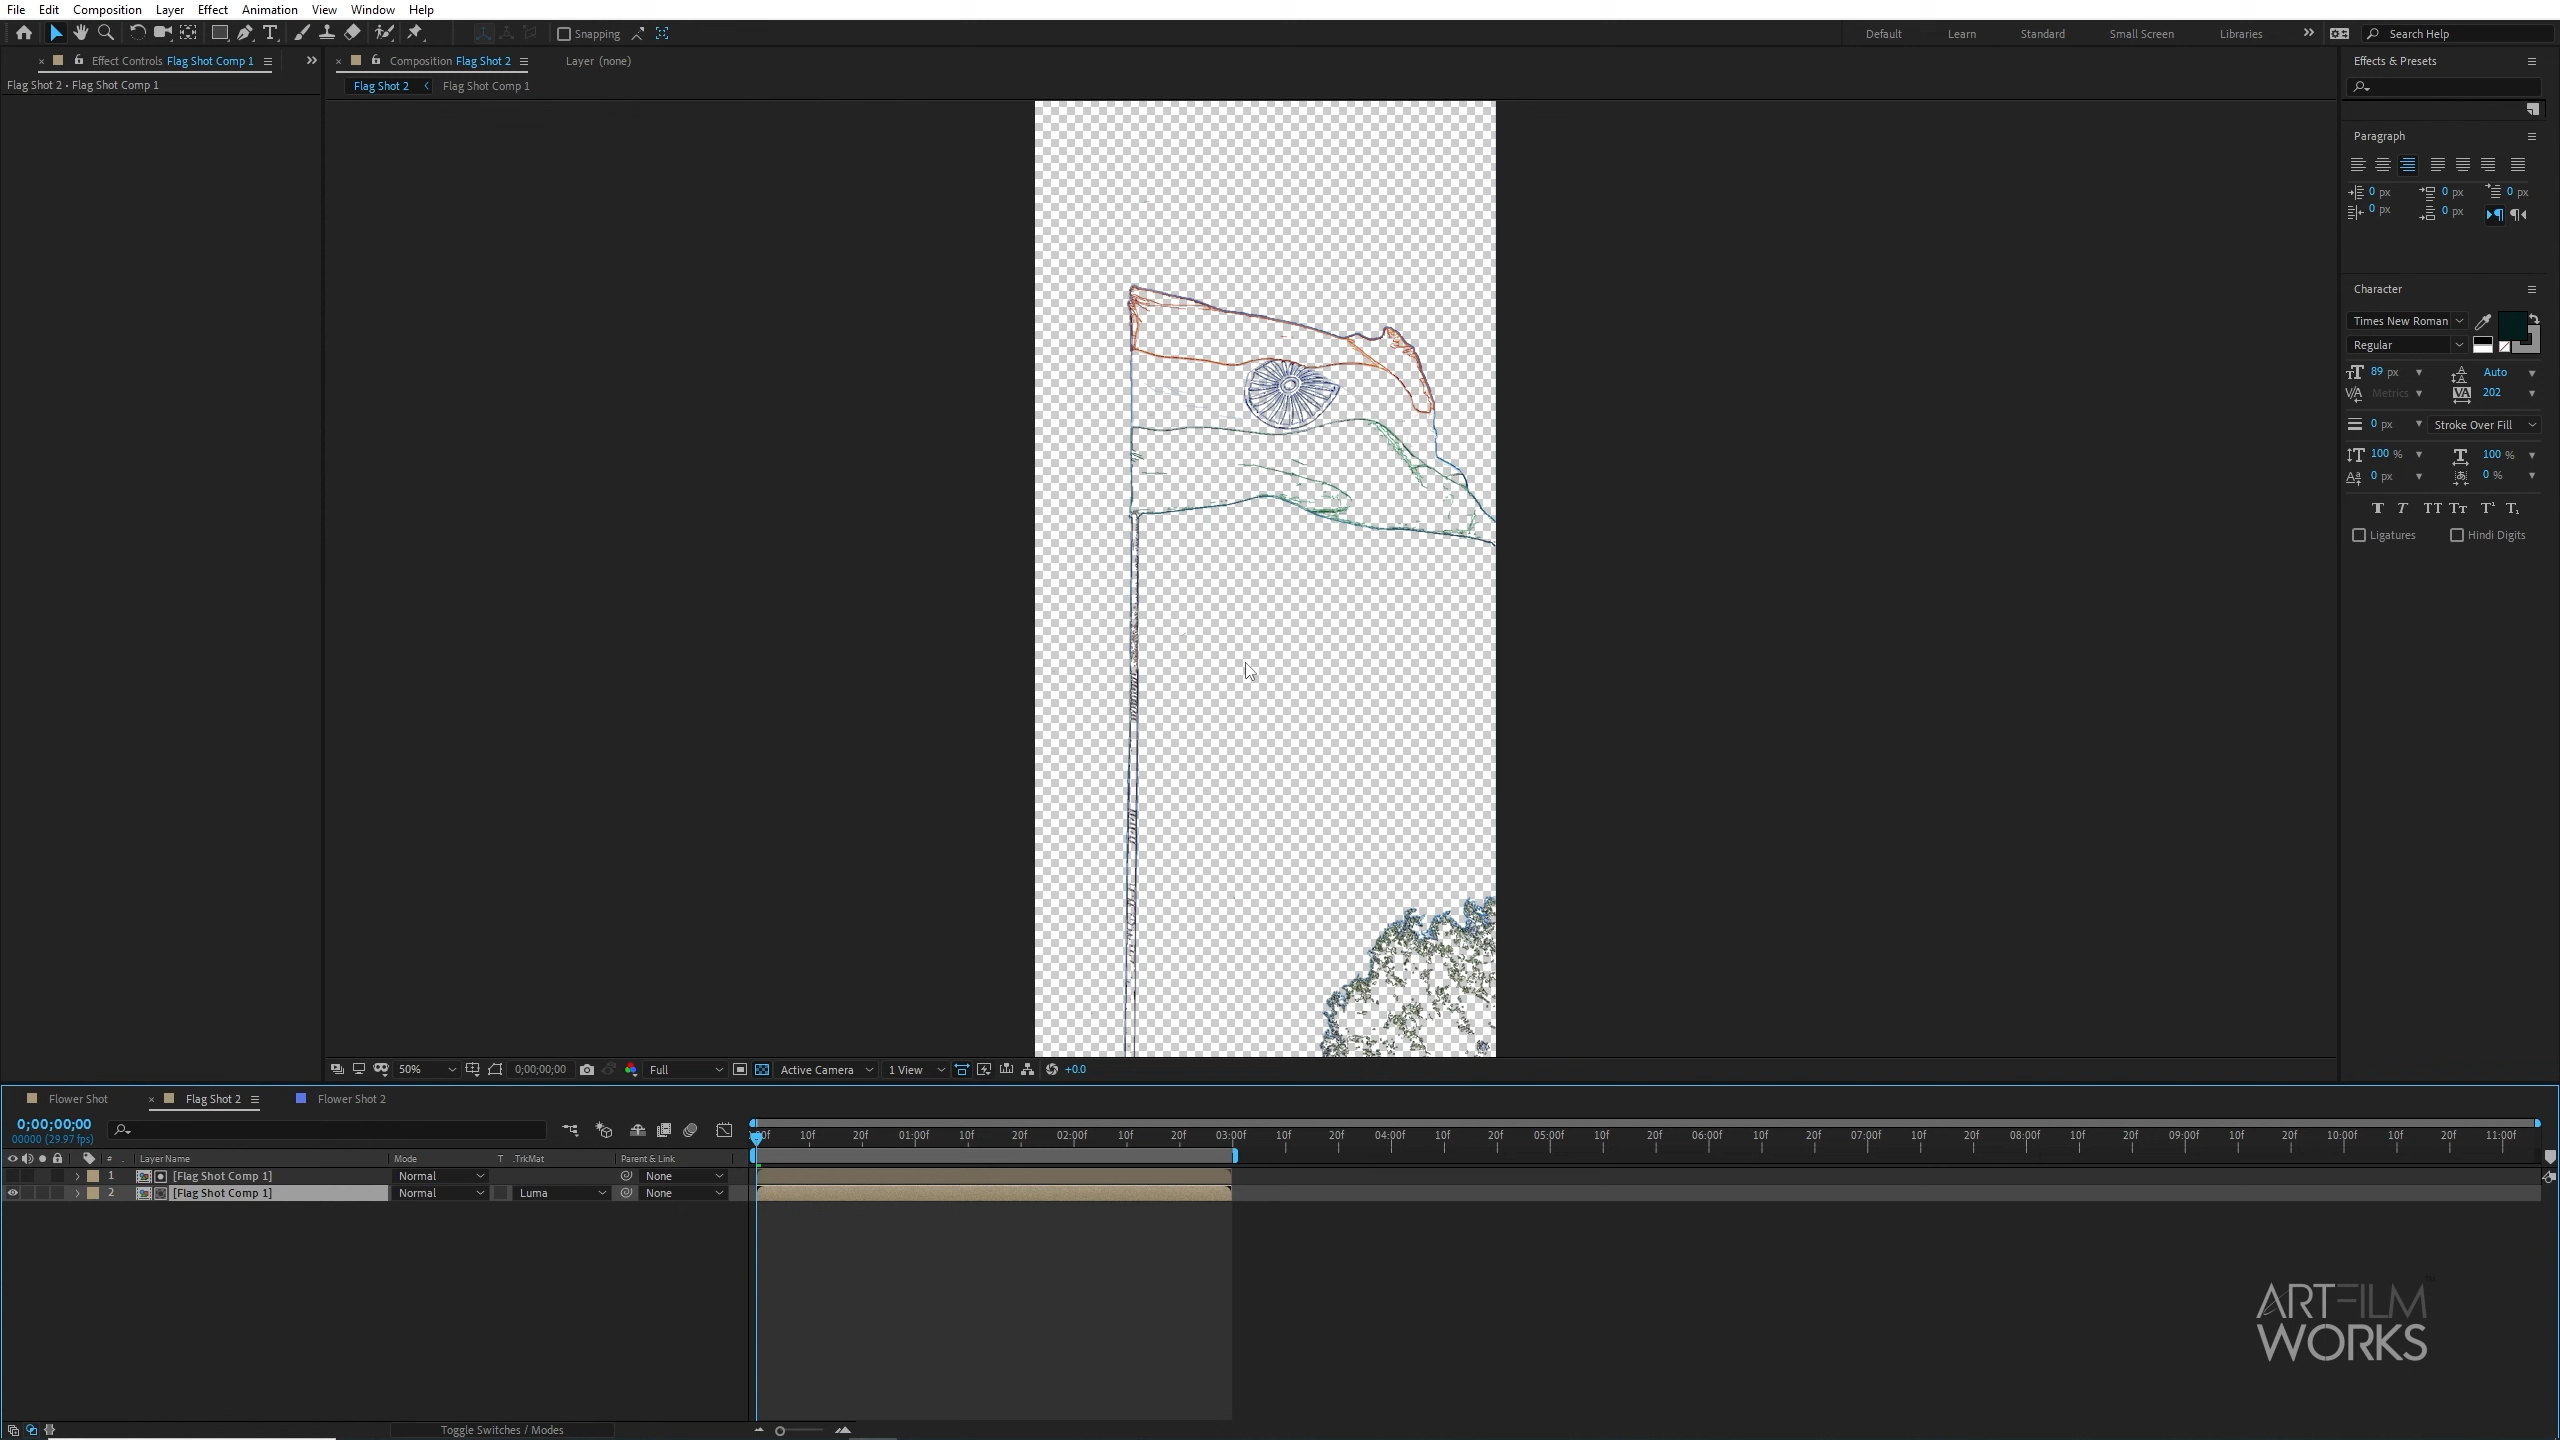 File Edit Composition Layer Effect Animation View Window Help
Snapping Default Learn Standard Small Screen Libraries Search Help
Effect Controls Flag Shot Comp 1
Composition Flag Shot 2
Layer (none)
Effects & Presets
Flag Shot 2 • Flag Shot Comp 1
Flag Shot 2
Flag Shot Comp 1
Paragraph
0 px 0 px 0 px
0 px 0 px
Character
Times New Roman
Regular
89 px Auto
Metrics 202
0 px Stroke Over Fill
100 % 100 %
0 px 0 %
Ligatures Hindi Digits
50% 0;00;00;00 Full Active Camera 1 View +0.0
Flower Shot Flag Shot 2 Flower Shot 2
0;00;00;00
00000 (29.97 fps)
10f 20f 01:00f 10f 20f 02:00f 10f 20f 03:00f 10f 20f 04:00f 10f 20f 05:00f 10f 20f 06:00f 10f 20f 07:00f 10f 20f 08:00f 10f 20f 09:00f 10f 20f 10:00f 10f 20f 11:00f
# Layer Name Mode T .TrkMat Parent & Link
1 [Flag Shot Comp 1] Normal None
2 [Flag Shot Comp 1] Normal Luma None
ARTFILM
WORKS
Toggle Switches / Modes